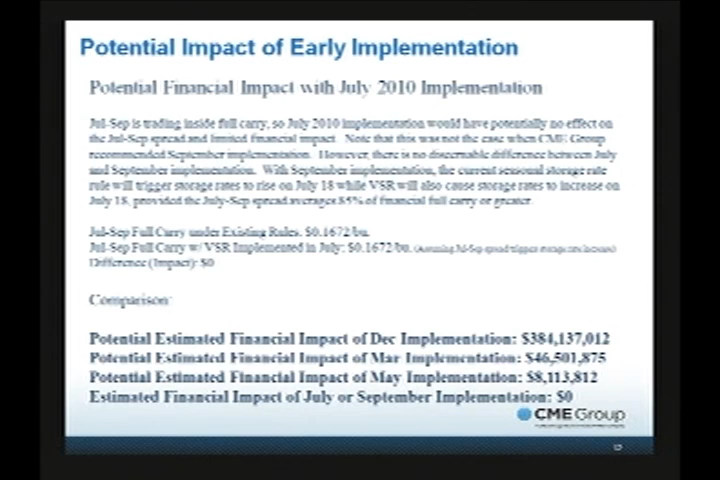 Potential Impact of Early Implementation
Potential Financial Impact with July 2010 Implementation
Jul-Sep is trading inside full carry, so July 2010 implementation would have potentially no effect on
the Jul-Sep spread and limited financial impact. Note that this was not the case when CME Group
recommended September implementation. However, there is no discernable difference between July
and September implementation. With September implementation, the current seasonal storage rate
rule will trigger storage rates to rise on July 18 while VSR will also cause storage rates to increase on
July 18, provided the July-Sep spread averages 85% of financial full carry or greater.
Jul-Sep Full Carry under Existing Rules: $0.1672/bu.
Jul-Sep Full Carry w/ VSR Implemented in July: $0.1672/bu. (Assuming Jul-Sep spread triggers storage rate increase)
Difference (Impact): $0
Comparison:
Potential Estimated Financial Impact of Dec Implementation: $384,137,012
Potential Estimated Financial Impact of Mar Implementation: $46,501,875
Potential Estimated Financial Impact of May Implementation: $8,113,812
Estimated Financial Impact of July or September Implementation: $0
CME Group